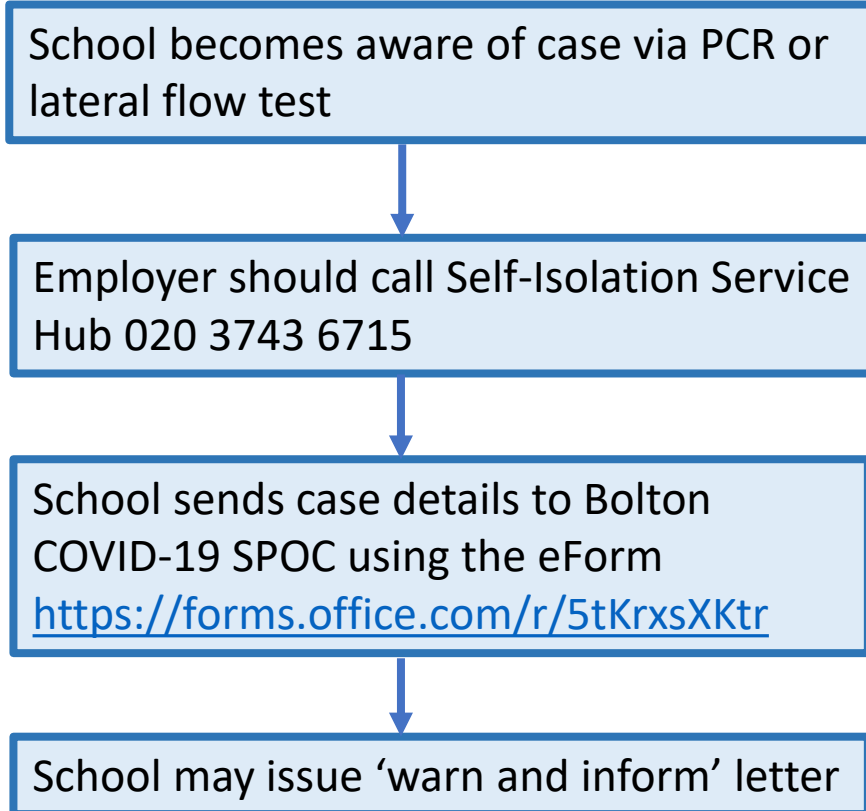 School becomes aware of case via PCR or
lateral flow test
Employer should call Self-Isolation Service
Hub 020 3743 6715
School sends case details to Bolton
COVID-19 SPOC using the eForm
https://forms.office.com/r/5tKrxsXKtr
School may issue ‘warn and inform’ letter